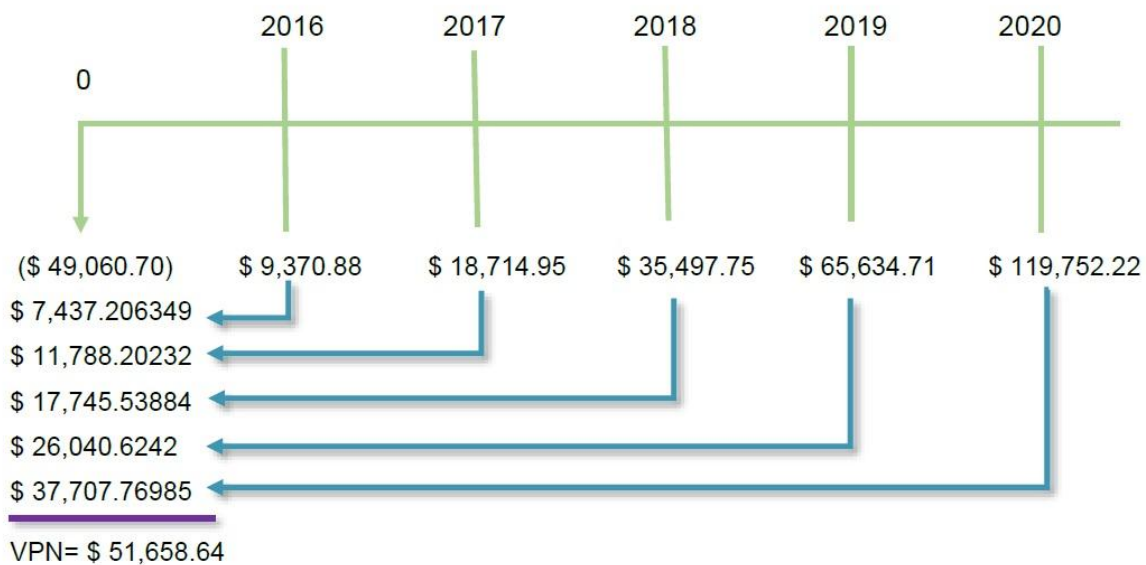 2016 2017 2018 2019 2020
0
($ 49,060.70) $ 9,370.88 $ 18,714.95 $ 35,497.75 $ 65,634.71 $ 119,752.22
$ 7,437.206349
$ 11,788.20232
$ 17,745.53884
$ 26,040.6242
$ 37,707.76985
VPN= $ 51,658.64